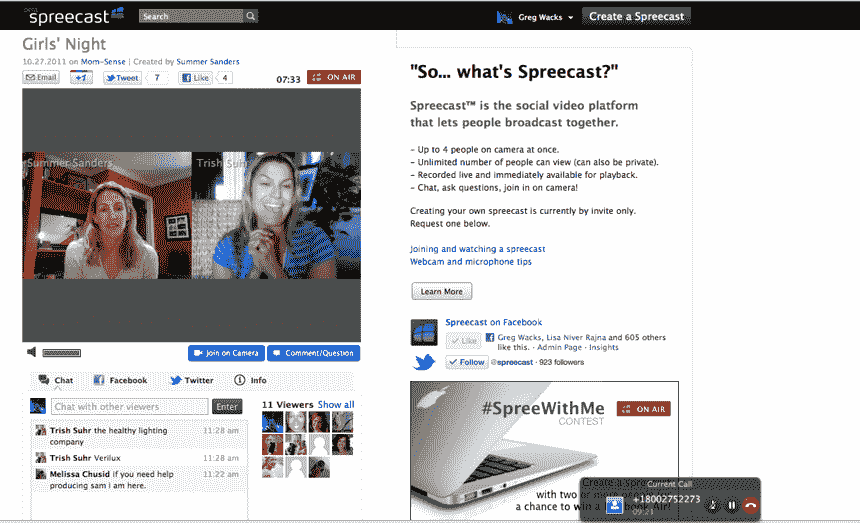 beta
spreecast
Search
Greg Wacks
Create a Spreecast
Girls' Night
10.27.2011 on Mom-Sense | Created by Summer Sanders
Email
+1
Tweet
7
Like
4
07:33
ON AIR
Summer Sanders
Trish Suhr
Join on Camera
Comment/Question
Chat
Facebook
Twitter
Info
Chat with other viewers
Enter
Trish Suhr the healthy lighting
company
11:28 am
Trish Suhr Verilux
11:28 am
Melissa Chusid if you need help
producing sam i am here.
11:22 am
11 Viewers Show all
"So... what's Spreecast?"
Spreecast™ is the social video platform
that lets people broadcast together.
- Up to 4 people on camera at once.
- Unlimited number of people can view (can also be private).
- Recorded live and immediately available for playback.
- Chat, ask questions, join in on camera!
Creating your own spreecast is currently by invite only.
Request one below.
Joining and watching a spreecast
Webcam and microphone tips
Learn More
Spreecast on Facebook
Like
Greg Wacks, Lisa Niver Rajna and 605 others
like this. · Admin Page · Insights
Follow
@spreecast · 923 followers
#SpreeWithMe
CONTEST
ON AIR
Create a spreecast
with two or more
a chance to win a Book Air!
Current Call
+18002752273
09:21